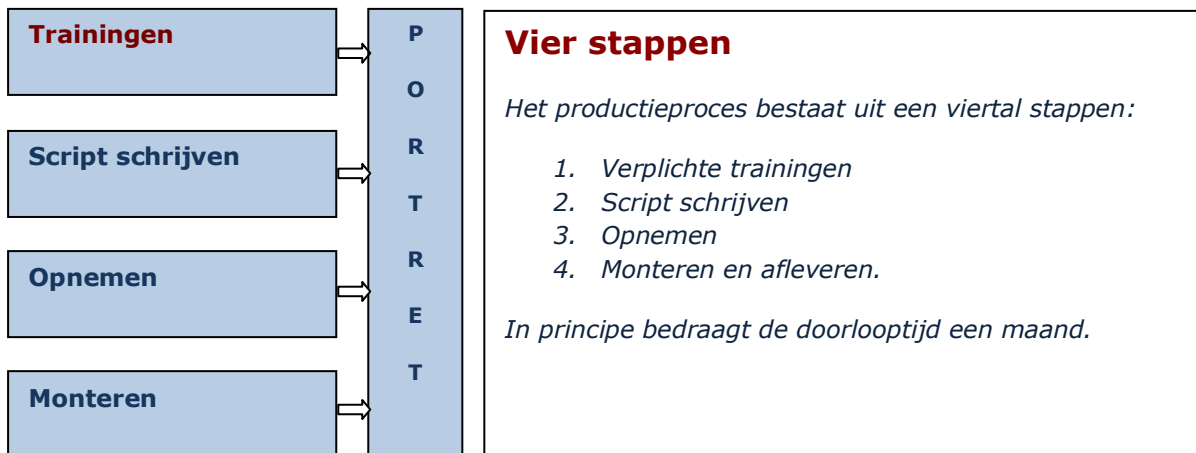 Trainingen
Script schrijven
Opnemen
Monteren
P
O
R
T
R
E
T
Vier stappen
Het productieproces bestaat uit een viertal stappen:
1. Verplichte trainingen
2. Script schrijven
3. Opnemen
4. Monteren en afleveren.
In principe bedraagt de doorlooptijd een maand.